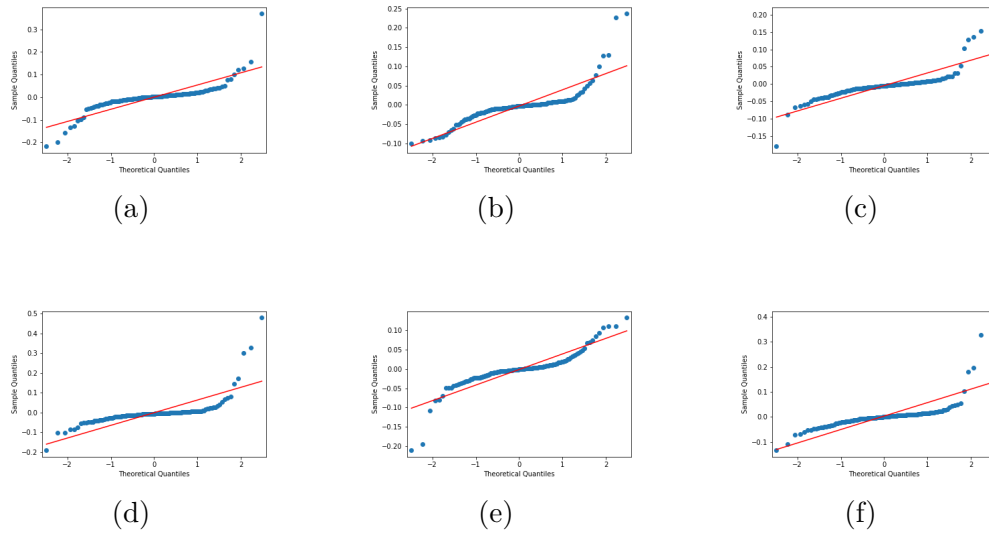 0.3
0.2
0.1
0.0
−0.1
−0.2
Sample Quantiles
−2 −1 0 1 2
Theoretical Quantiles
(a)
0.25
0.20
0.15
0.10
0.05
0.00
−0.05
−0.10
Sample Quantiles
−2 −1 0 1 2
Theoretical Quantiles
(b)
0.20
0.15
0.10
0.05
0.00
−0.05
−0.10
−0.15
Sample Quantiles
−2 −1 0 1 2
Theoretical Quantiles
(c)
0.5
0.4
0.3
0.2
0.1
0.0
−0.1
−0.2
Sample Quantiles
−2 −1 0 1 2
Theoretical Quantiles
(d)
0.10
0.05
0.00
−0.05
−0.10
−0.15
−0.20
Sample Quantiles
−2 −1 0 1 2
Theoretical Quantiles
(e)
0.4
0.3
0.2
0.1
0.0
−0.1
Sample Quantiles
−2 −1 0 1 2
Theoretical Quantiles
(f)